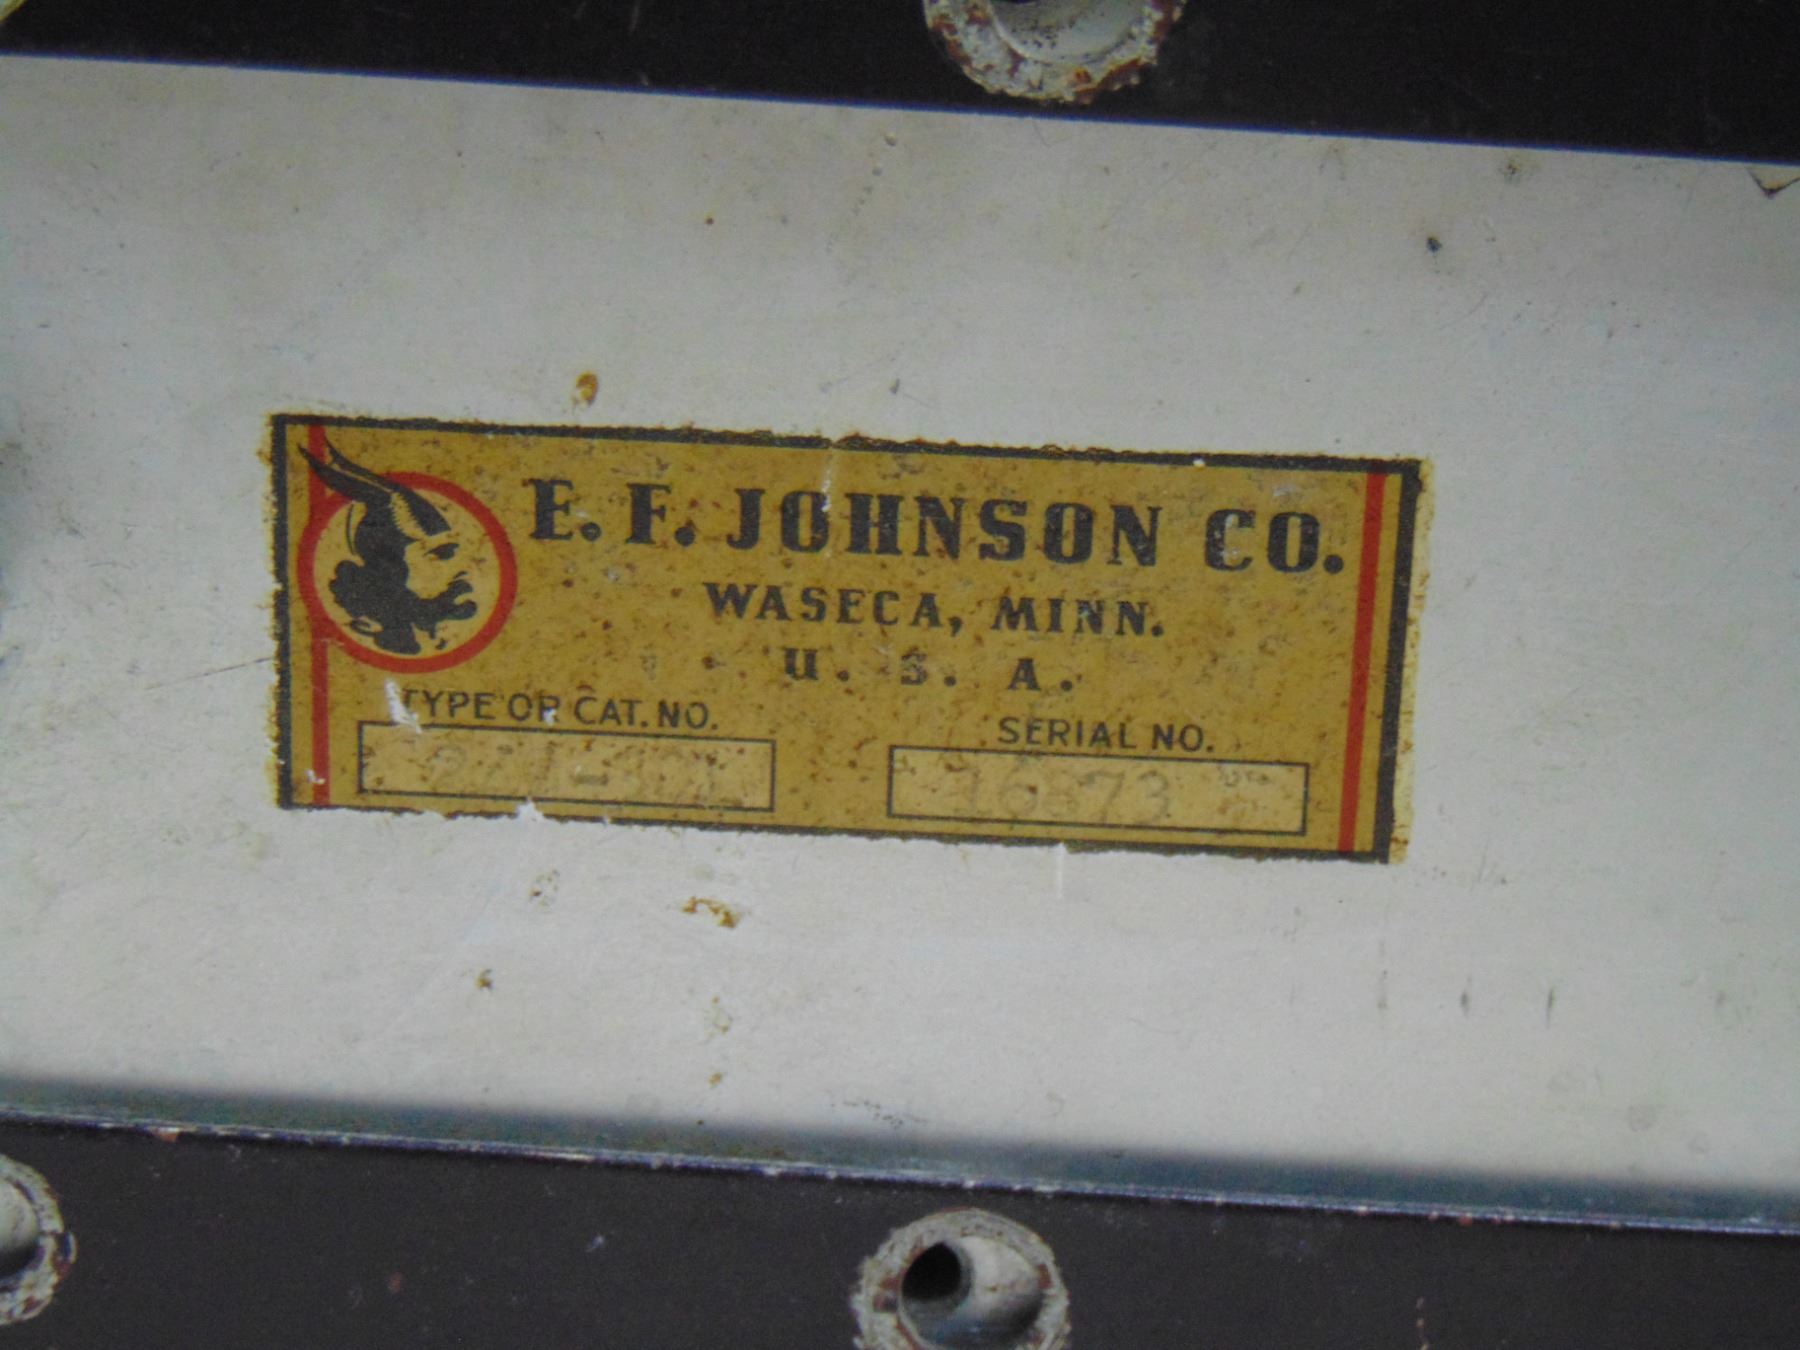 E. F. JOHNSON CO.
WASECA, MINN.
U. S. A.
TYPE OR CAT. NO.
SERIAL NO.